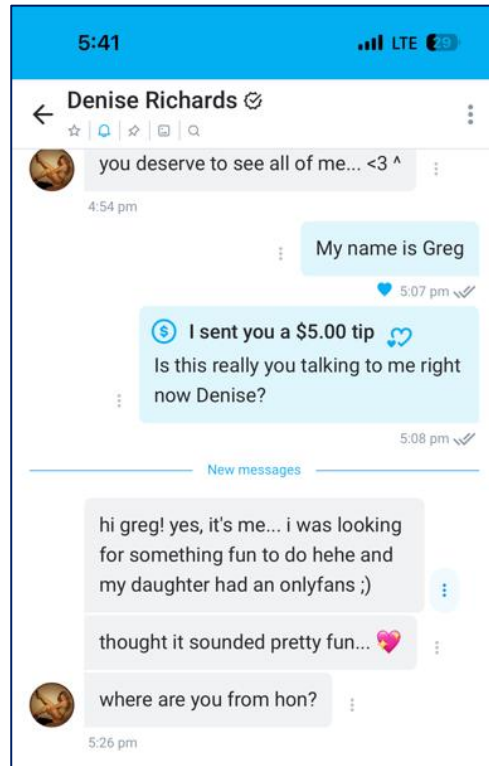 5:41
LTE 29
Denise Richards
you deserve to see all of me... <3 ^
4:54 pm
My name is Greg
5:07 pm
I sent you a $5.00 tip
Is this really you talking to me right
now Denise?
5:08 pm
New messages
hi greg! yes, it's me... i was looking
for something fun to do hehe and
my daughter had an onlyfans ;)
thought it sounded pretty fun... 💖
where are you from hon?
5:26 pm